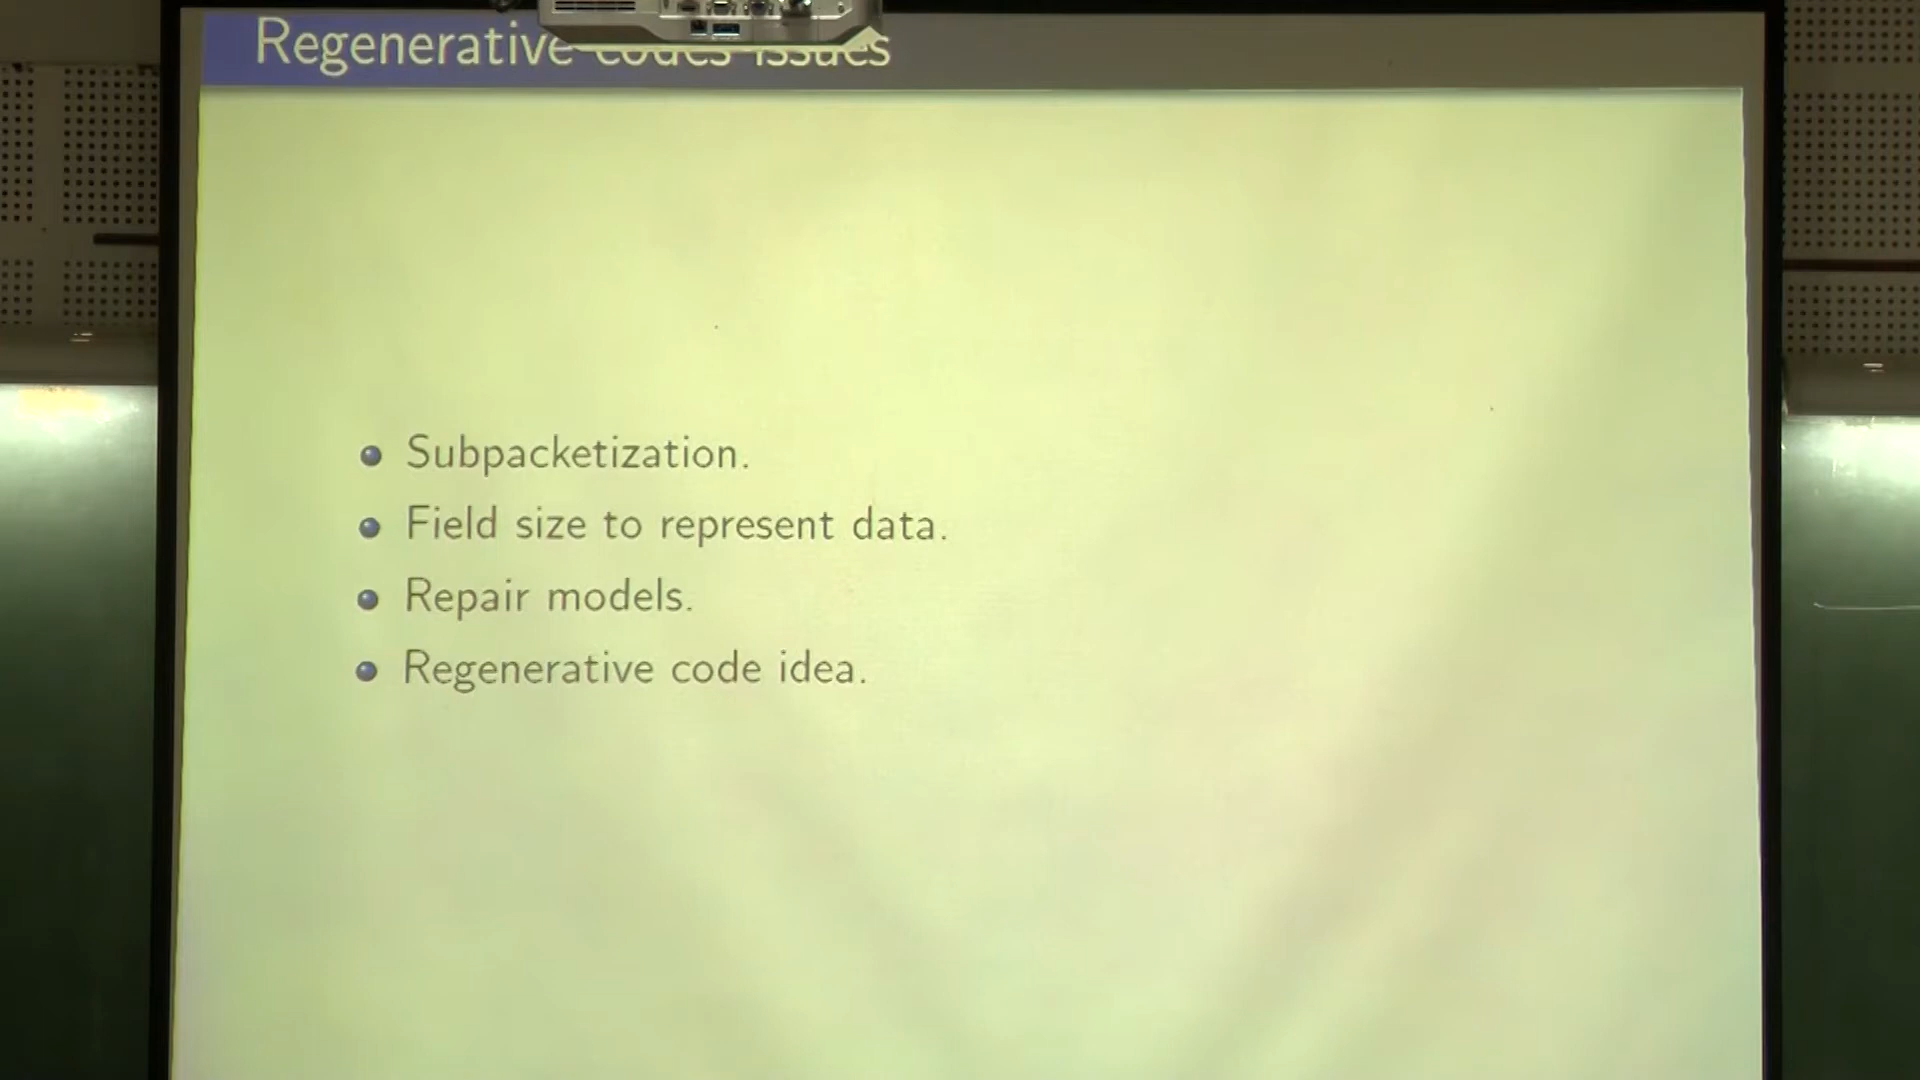 Regenerative codes issues
Subpacketization.
Field size to represent data.
Repair models.
Regenerative code idea.